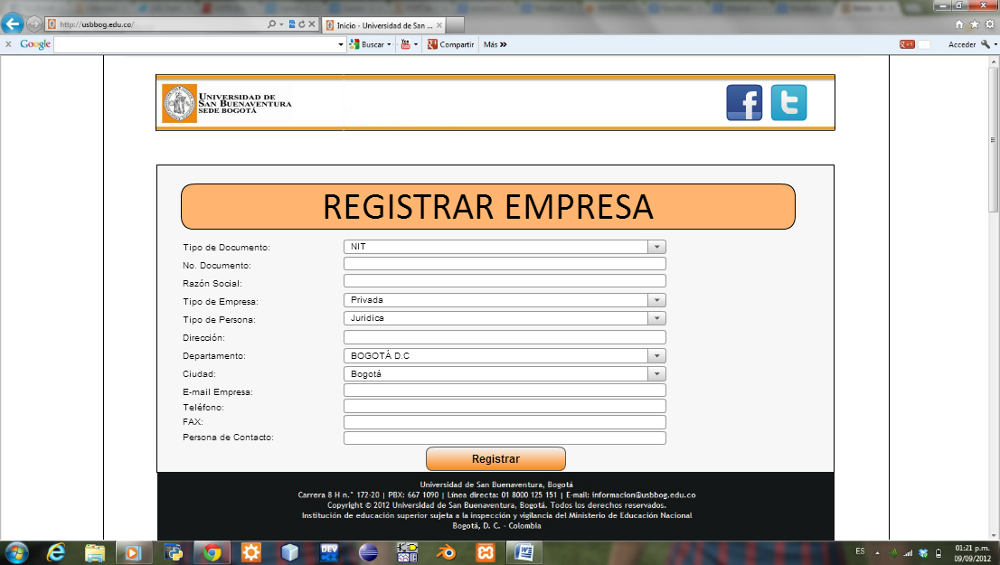 http://usbbog.edu.co/
Inicio - Universidad de San ...
x Google
Buscar
You Tube
Compartir
Más »
g+1
Acceder
UNIVERSIDAD DE
SAN BUENAVENTURA
SEDE BOGOTÁ
f t
REGISTRAR EMPRESA
Tipo de Documento: NIT
No. Documento:
Razón Social:
Tipo de Empresa: Privada
Tipo de Persona: Juridica
Dirección:
Departamento: BOGOTÁ D.C
Ciudad: Bogotá
E-mail Empresa:
Teléfono:
FAX:
Persona de Contacto:
Registrar
Universidad de San Buenaventura, Bogotá
Carrera 8 H n.° 172-20 | PBX: 667 1090 | Línea directa: 01 8000 125 151 | E-mail: informacion@usbbog.edu.co
Copyright © 2012 Universidad de San Buenaventura, Bogotá. Todos los derechos reservados.
Institución de educación superior sujeta a la inspección y vigilancia del Ministerio de Educación Nacional
Bogotá, D. C. - Colombia
DEV
ES
01:21 p.m.
09/09/2012